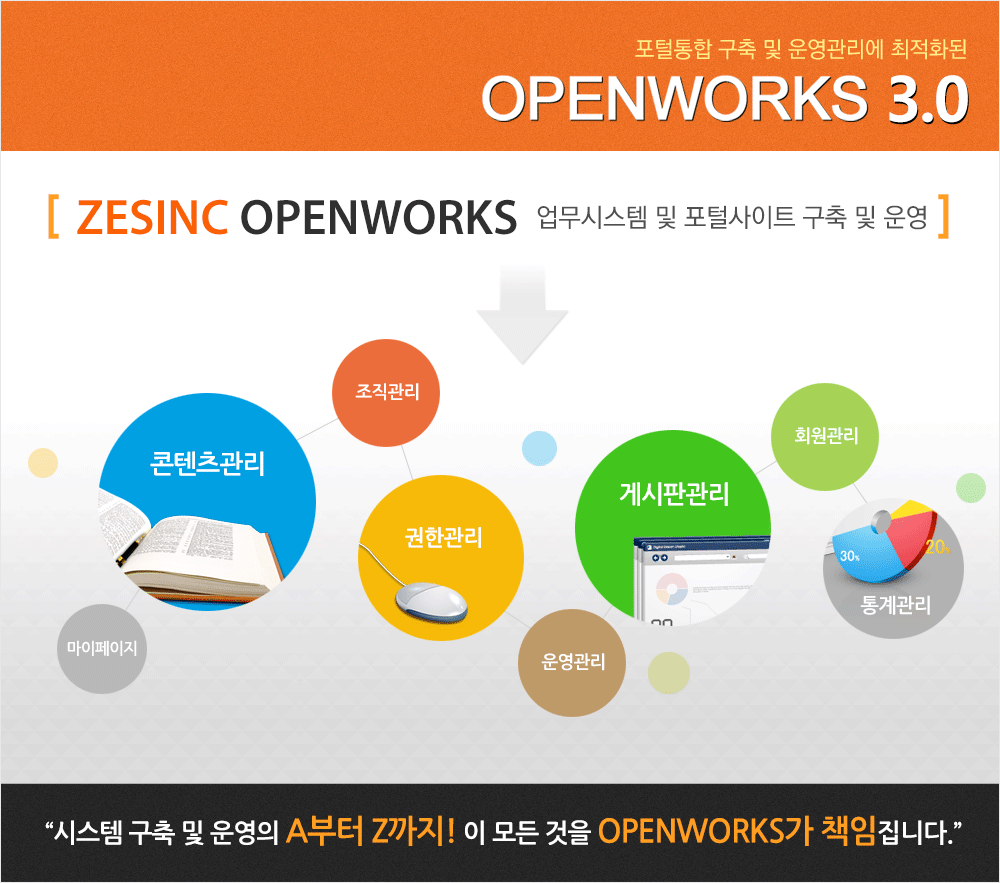 포털통합 구축 및 운영관리에 최적화된
OPENWORKS 3.0
[ ZESINC OPENWORKS 업무시스템 및 포털사이트 구축 및 운영 ]
조직관리
콘텐츠관리
회원관리
게시판관리
권한관리
30%
20%
통계관리
마이페이지
운영관리
“시스템 구축 및 운영의 A부터 Z까지! 이 모든 것을 OPENWORKS가 책임집니다.”